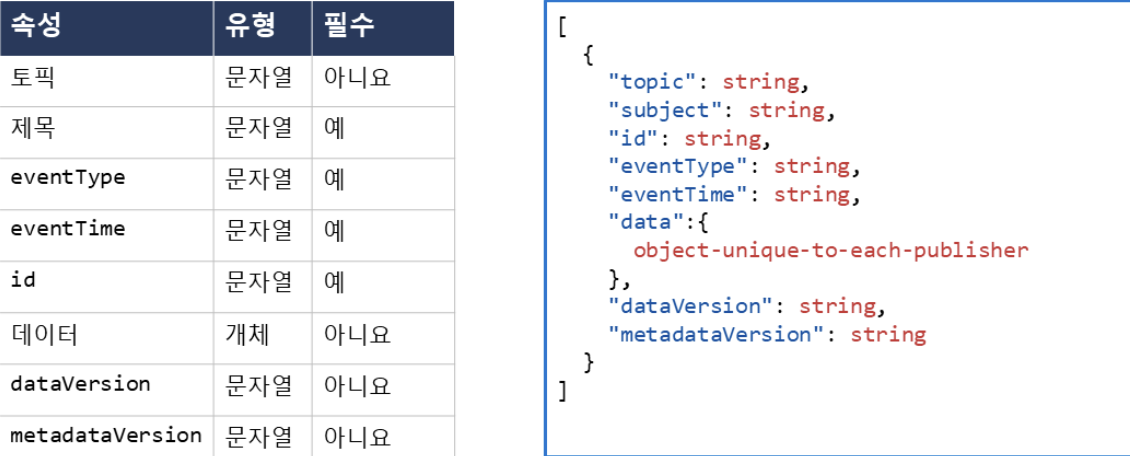 속성 유형 필수
토픽 문자열 아니요
제목 문자열 예
eventType 문자열 예
eventTime 문자열 예
id 문자열 예
데이터 개체 아니요
dataVersion 문자열 아니요
metadataVersion 문자열 아니요
[
{
"topic": string,
"subject": string,
"id": string,
"eventType": string,
"eventTime": string,
"data":{
object-unique-to-each-publisher
},
"dataVersion": string,
"metadataVersion": string
}
]